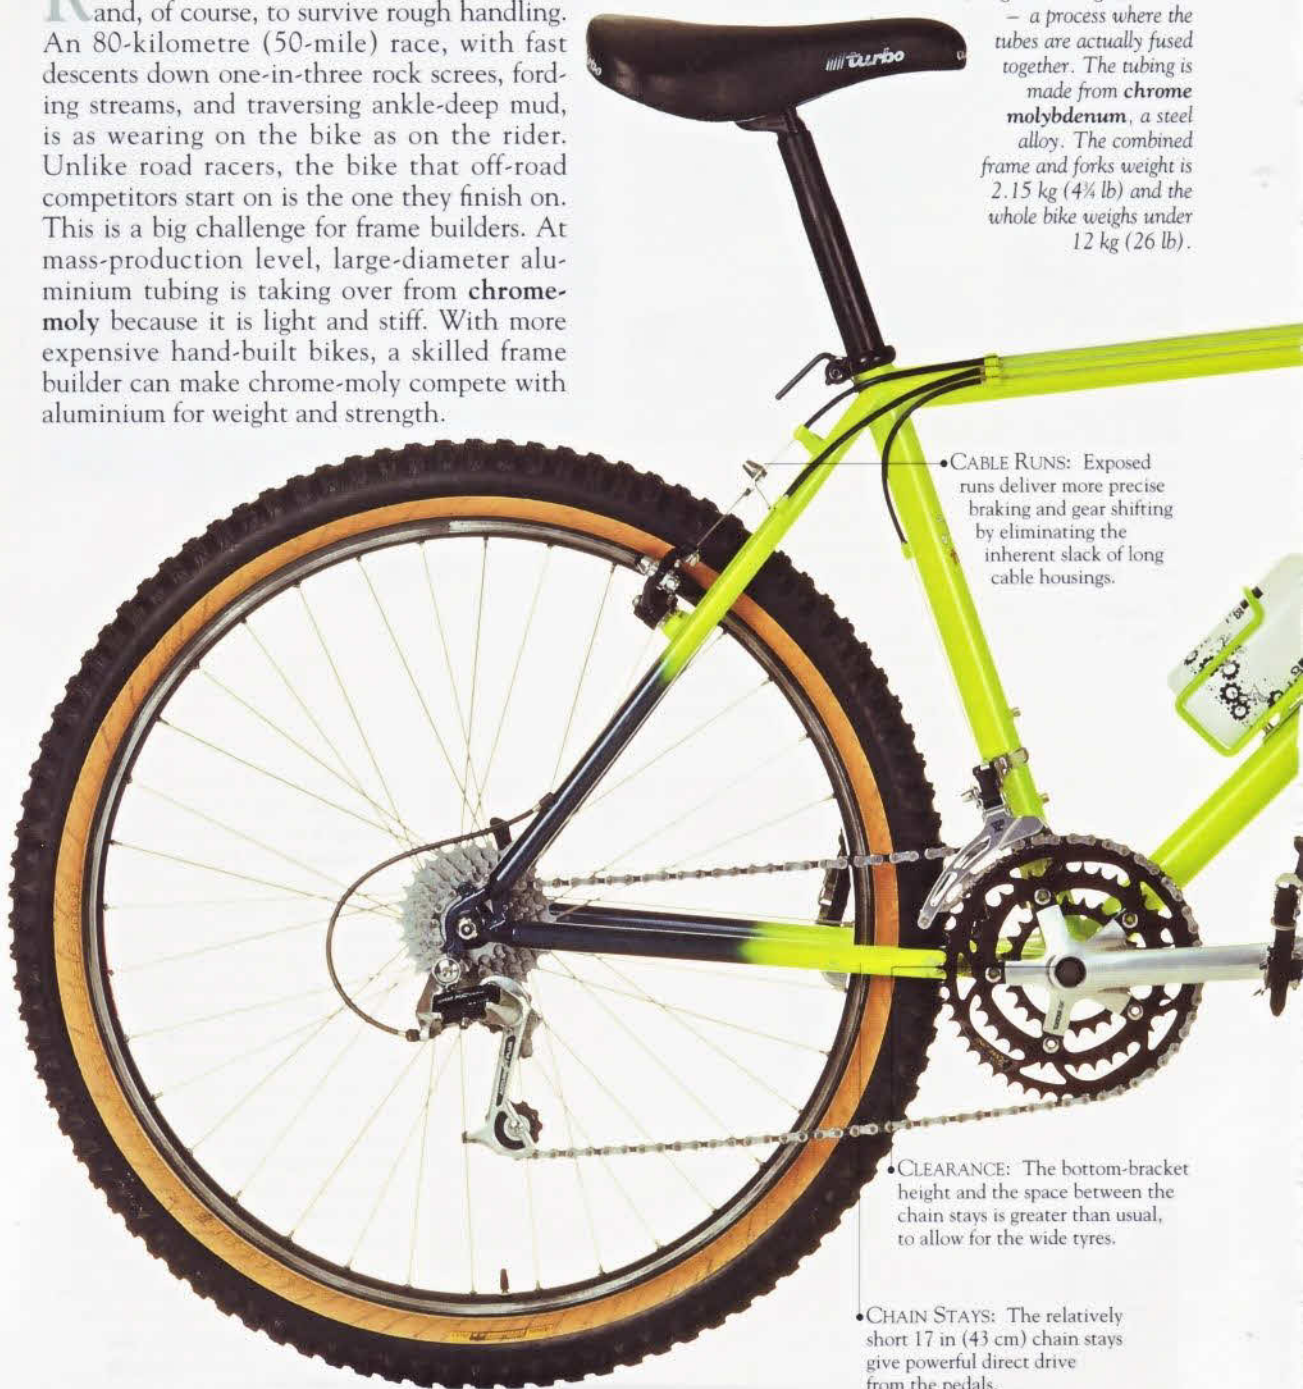 and, of course, to survive rough handling.
An 80-kilometre (50-mile) race, with fast
descents down one-in-three rock screes, ford-
ing streams, and traversing ankle-deep mud,
is as wearing on the bike as on the rider.
Unlike road racers, the bike that off-road
competitors start on is the one they finish on.
This is a big challenge for frame builders. At
mass-production level, large-diameter alu-
minium tubing is taking over from chrome-
moly because it is light and stiff. With more
expensive hand-built bikes, a skilled frame
builder can make chrome-moly compete with
aluminium for weight and strength.
– a process where the
tubes are actually fused
together. The tubing is
made from chrome
molybdenum, a steel
alloy. The combined
frame and forks weight is
2.15 kg (4¾ lb) and the
whole bike weighs under
12 kg (26 lb).
turbo
•CABLE RUNS: Exposed
runs deliver more precise
braking and gear shifting
by eliminating the
inherent slack of long
cable housings.
•CLEARANCE: The bottom-bracket
height and the space between the
chain stays is greater than usual,
to allow for the wide tyres.
•CHAIN STAYS: The relatively
short 17 in (43 cm) chain stays
give powerful direct drive
from the pedals.